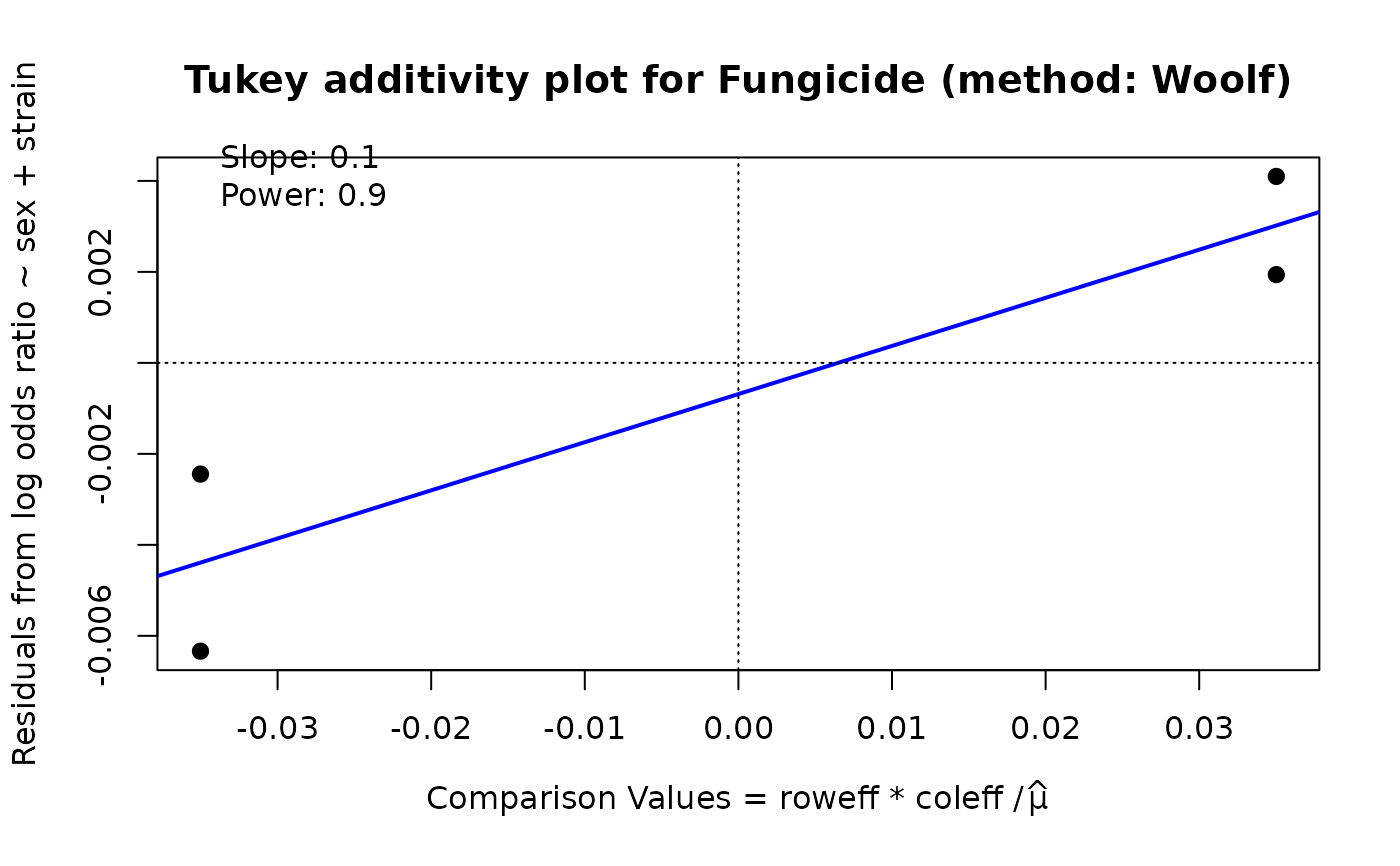 Tukey additivity plot for Fungicide (method: Woolf)
Slope: 0.1
Power: 0.9
Residuals from log odds ratio ~ sex + strain
0.002
-0.002
-0.006
-0.03 -0.02 -0.01 0.00 0.01 0.02 0.03
Comparison Values = roweff * coleff / μ̂